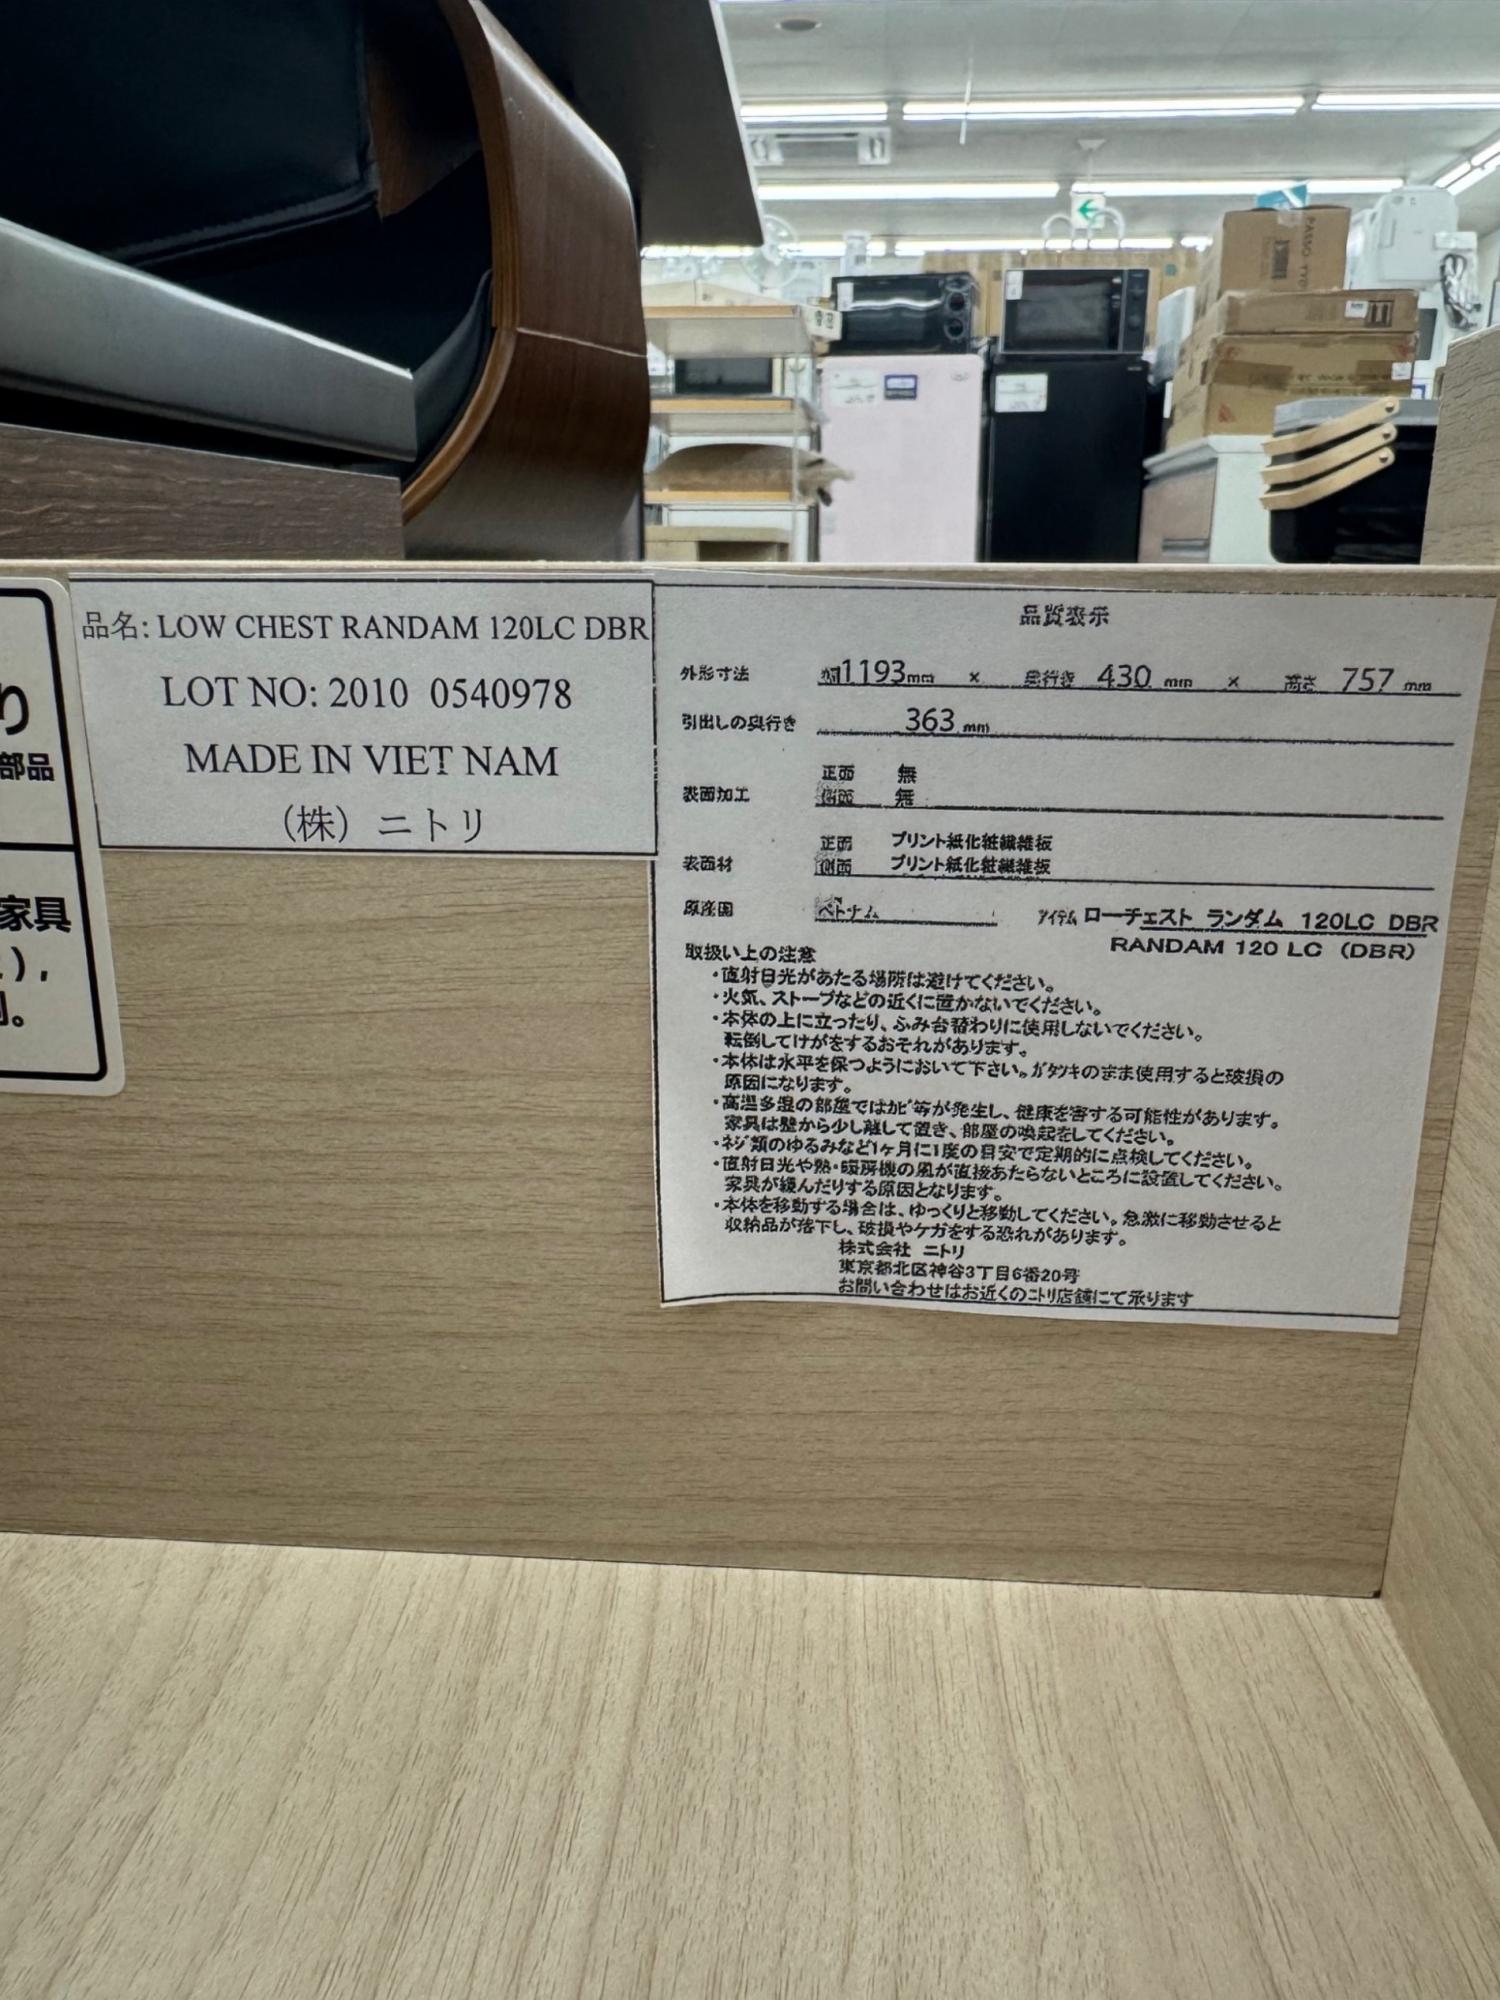 り
部品
家具
),
。
品名: LOW CHEST RANDAM 120LC DBR
LOT NO: 2010 0540978
MADE IN VIET NAM
(株) ニトリ
品質表示
外形寸法 幅1193mm × 奥行き 430 mm × 高さ 757 mm
引出しの奥行き 363 mm
表面加工 正面 無
側面 無
表面材 正面 プリント紙化粧繊維板
側面 プリント紙化粧繊維板
原産国 ベトナム アイテム ローチェスト ランダム 120LC DBR
RANDAM 120 LC (DBR)
取扱い上の注意
・直射日光があたる場所は避けてください。
・火気、ストーブなどの近くに置かないでください。
・本体の上に立ったり、ふみ台替わりに使用しないでください。
転倒してけがをするおそれがあります。
・本体は水平を保つようにおいて下さい。ガタツキのまま使用すると破損の
原因になります。
・高温多湿の部屋ではカビ等が発生し、健康を害する可能性があります。
家具は壁から少し離して置き、部屋の喚起をしてください。
・ネジ類のゆるみなど1ヶ月に1度の目安で定期的に点検してください。
・直射日光や熱・暖房機の風が直接あたらないところに設置してください。
家具が緩んだりする原因となります。
・本体を移動する場合は、ゆっくりと移動してください。急激に移動させると
収納品が落下し、破損やケガをする恐れがあります。
株式会社 ニトリ
東京都北区神谷3丁目6番20号
お問い合わせはお近くのニトリ店舗にて承ります